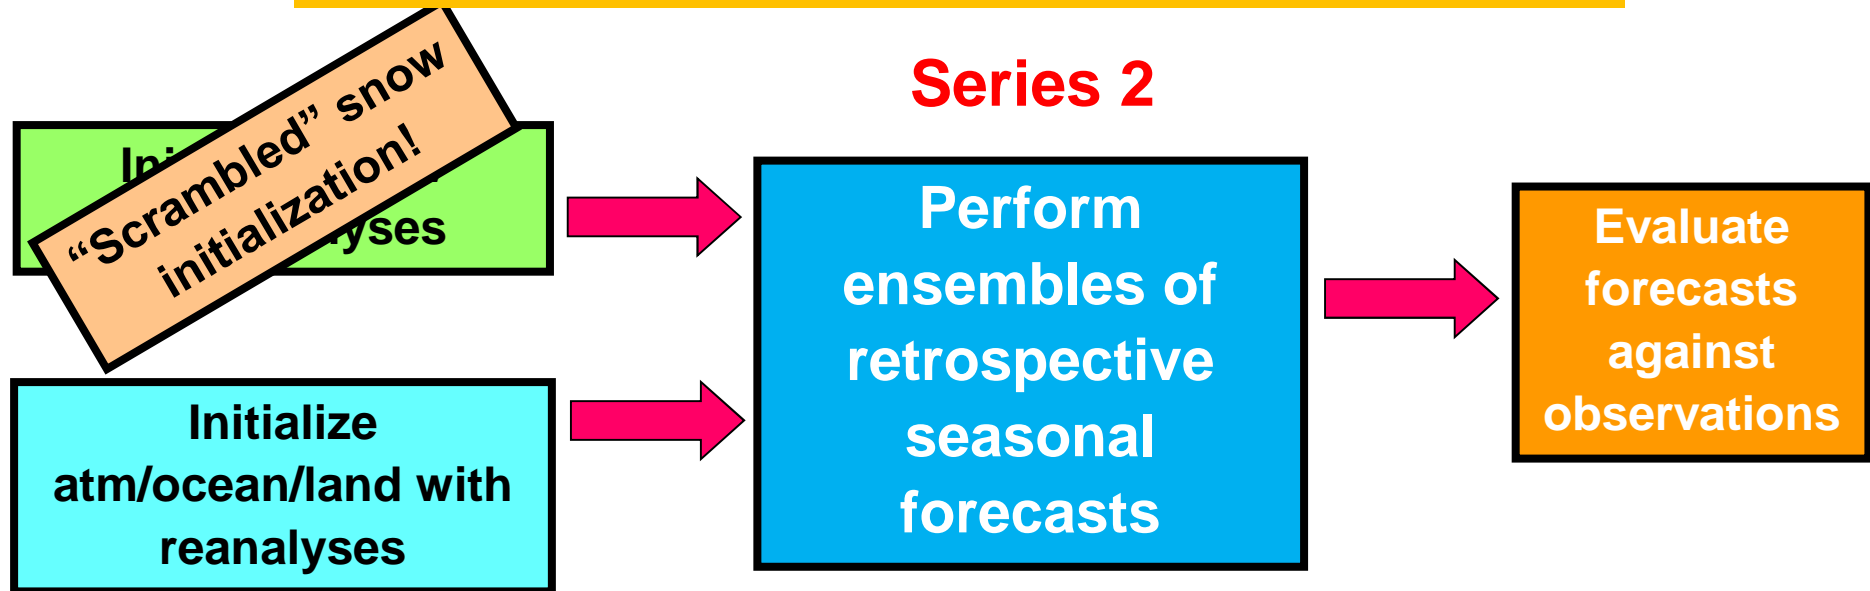 Series 2
“Scrambled” snow
initialization!
Initialize
atm/ocean/land with
reanalyses
Perform
ensembles of
retrospective
seasonal
forecasts
Evaluate
forecasts
against
observations